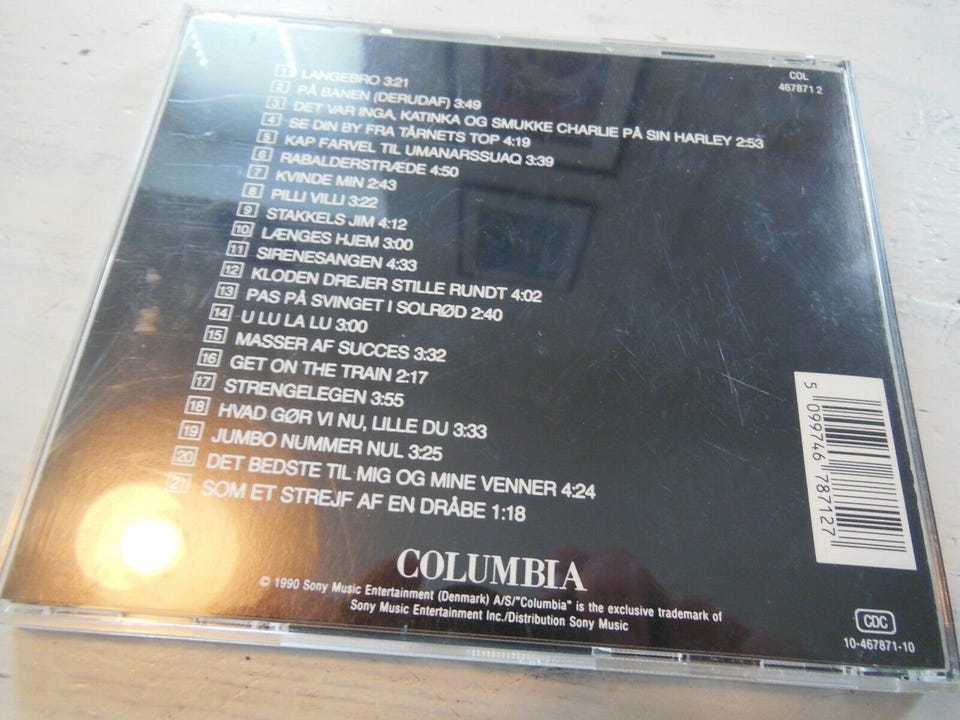 CDL
467871 2
1 LANGEBRO 3:21
2 PÅ BANEN (DERUDAF) 3:49
3 DET VAR INGA, KATINKA OG SMUKKE CHARLIE PÅ SIN HARLEY 2:53
4 SE DIN BY FRA TÅRNETS TOP 4:19
5 KAP FARVEL TIL UMANARSSUAQ 3:39
6 RABALDERSTRÆDE 4:50
7 KVINDE MIN 2:43
8 PILLI VILLI 3:22
9 STAKKELS JIM 4:12
10 LÆNGES HJEM 3:00
11 SIRENESANGEN 4:33
12 KLODEN DREJER STILLE RUNDT 4:02
13 PAS PÅ SVINGET I SOLRØD 2:40
14 U LU LA LU 3:00
15 MASSER AF SUCCES 3:32
16 GET ON THE TRAIN 2:17
17 STRENGELEGEN 3:55
18 HVAD GØR VI NU, LILLE DU 3:33
19 JUMBO NUMMER NUL 3:25
20 DET BEDSTE TIL MIG OG MINE VENNER 4:24
21 SOM ET STREJF AF EN DRÅBE 1:18
5 099746 787127
COLUMBIA
© 1990 Sony Music Entertainment (Denmark) A/S/"Columbia" is the exclusive trademark of
Sony Music Entertainment Inc./Distribution Sony Music
CDC
10-467871-10